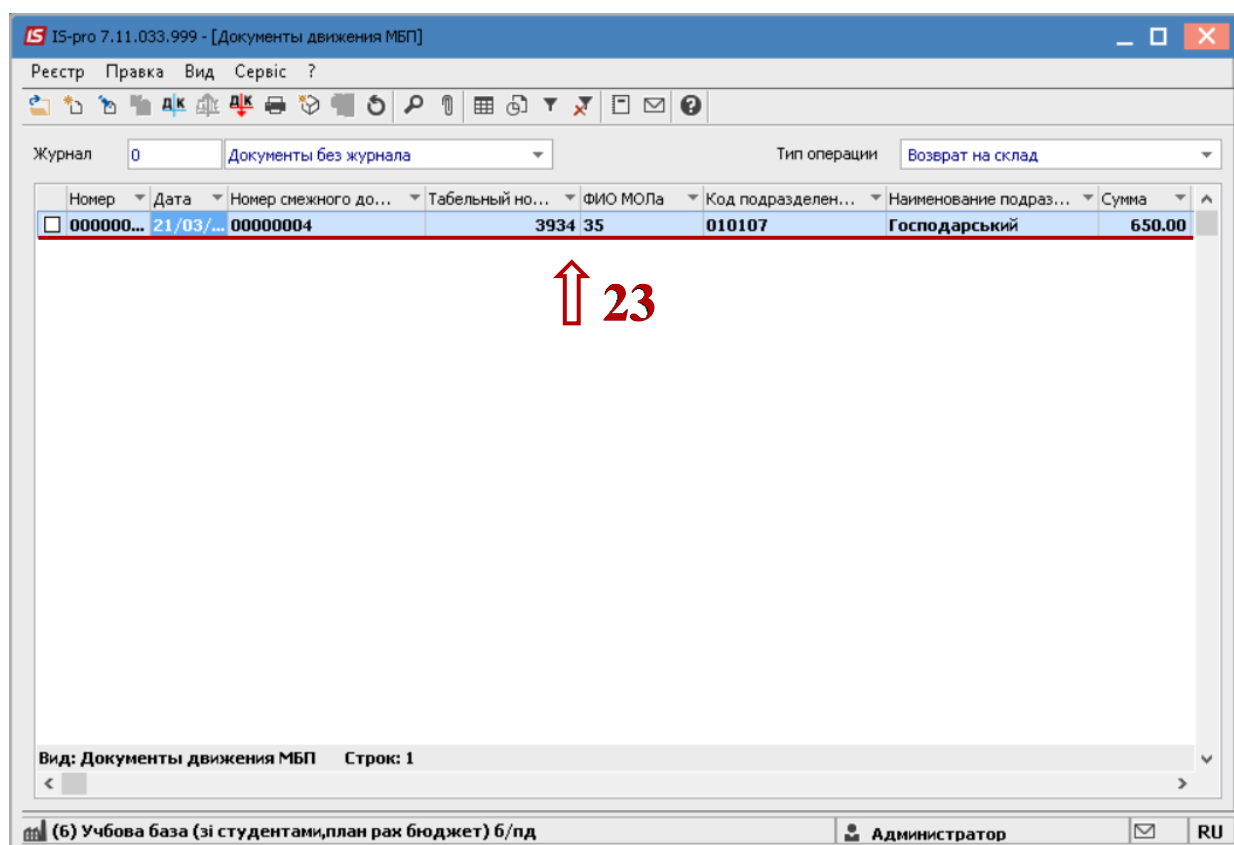 IS-pro 7.11.033.999 - [Документы движения МБП]
Реєстр Правка Вид Сервіс ?
Журнал 0 Документы без журнала Тип операции Возврат на склад
Номер Дата Номер смежного до... Табельный но... ФИО МОЛа Код подразделен... Наименование подраз... Сумма
000000... 21/03/... 00000004 3934 35 010107 Господарський 650.00
23
Вид: Документы движения МБП Строк: 1
(6) Учбова база (зі студентами,план рах бюджет) б/пд Администратор RU